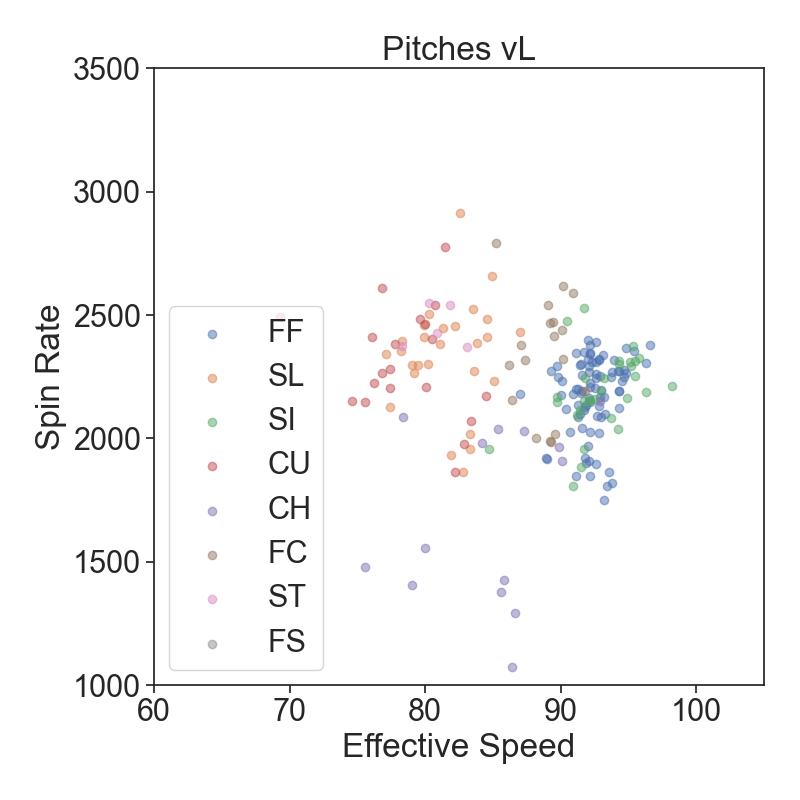 Pitches vL
3500
3000
2500
2000
1500
1000
Spin Rate
FF
SL
SI
CU
CH
FC
ST
FS
60 70 80 90 100
Effective Speed